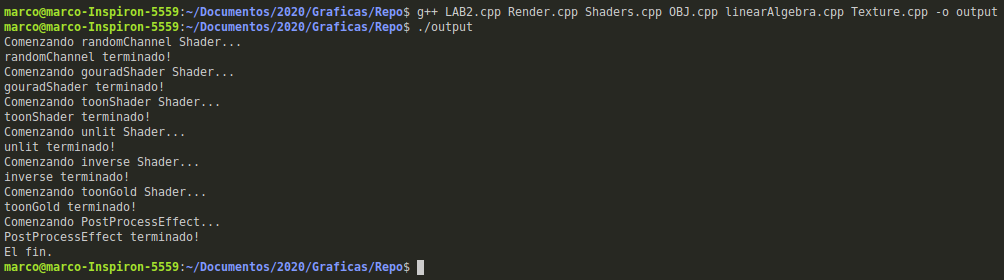 marco@marco-Inspiron-5559:~/Documentos/2020/Graficas/Repo$ g++ LAB2.cpp Render.cpp Shaders.cpp OBJ.cpp linearAlgebra.cpp Texture.cpp -o output
marco@marco-Inspiron-5559:~/Documentos/2020/Graficas/Repo$ ./output
Comenzando randomChannel Shader...
randomChannel terminado!
Comenzando gouradShader Shader...
gouradShader terminado!
Comenzando toonShader Shader...
toonShader terminado!
Comenzando unlit Shader...
unlit terminado!
Comenzando inverse Shader...
inverse terminado!
Comenzando toonGold Shader...
toonGold terminado!
Comenzando PostProcessEffect...
PostProcessEffect terminado!
El fin.
marco@marco-Inspiron-5559:~/Documentos/2020/Graficas/Repo$